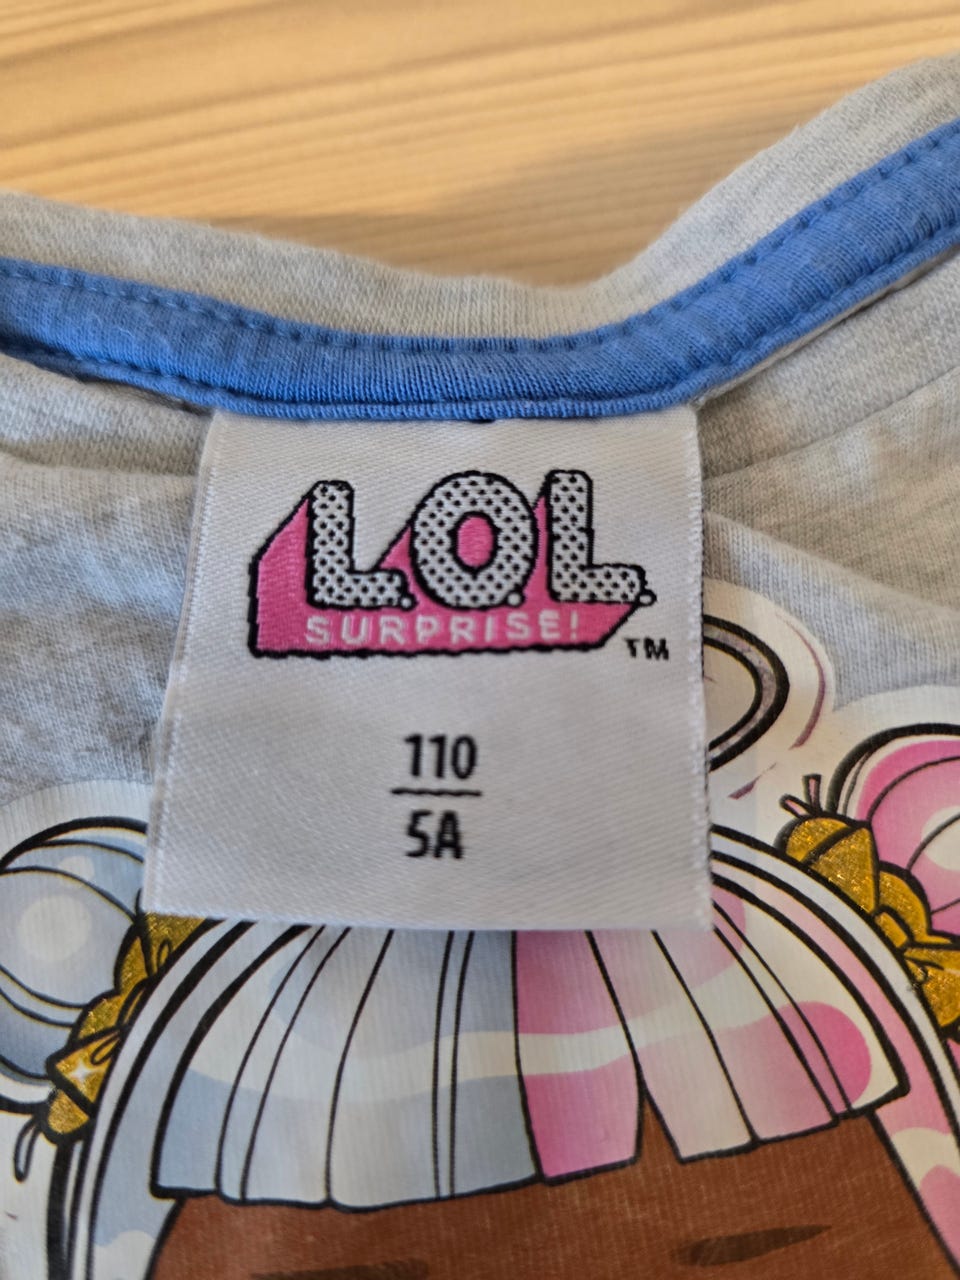 L.O.L.
SURPRISE!™
110
5A